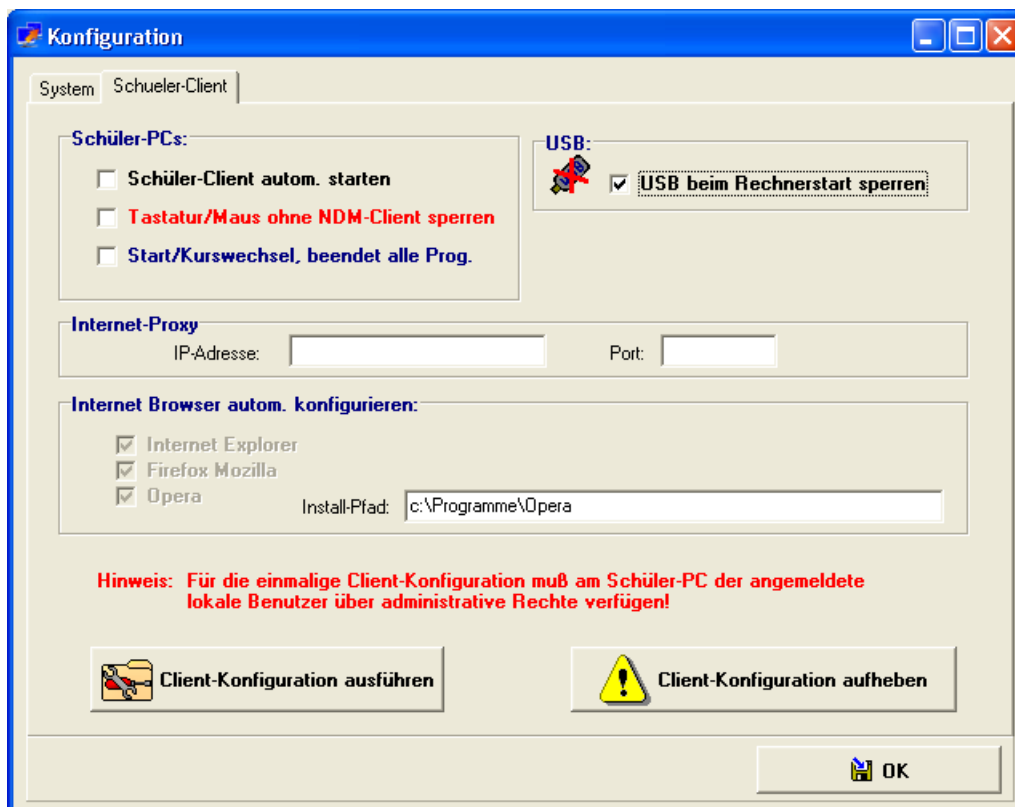 Konfiguration
System
Schueler-Client
Schüler-PCs:
Schüler-Client autom. starten
Tastatur/Maus ohne NDM-Client sperren
Start/Kurswechsel, beendet alle Prog.
USB:
USB beim Rechnerstart sperren
Internet-Proxy
IP-Adresse:
Port:
Internet Browser autom. konfigurieren:
Internet Explorer
Firefox Mozilla
Opera
Install-Pfad: c:\Programme\Opera
Hinweis: Für die einmalige Client-Konfiguration muß am Schüler-PC der angemeldete
lokale Benutzer über administrative Rechte verfügen!
Client-Konfiguration ausführen
Client-Konfiguration aufheben
OK